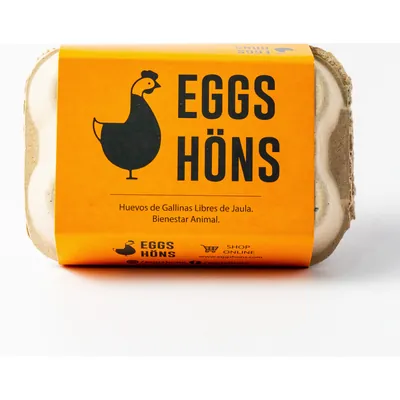 EGGS
HÖNS
Huevos de Gallinas Libres de Jaula.
Bienestar Animal.
EGGS
HÖNS
SHOP
ONLINE